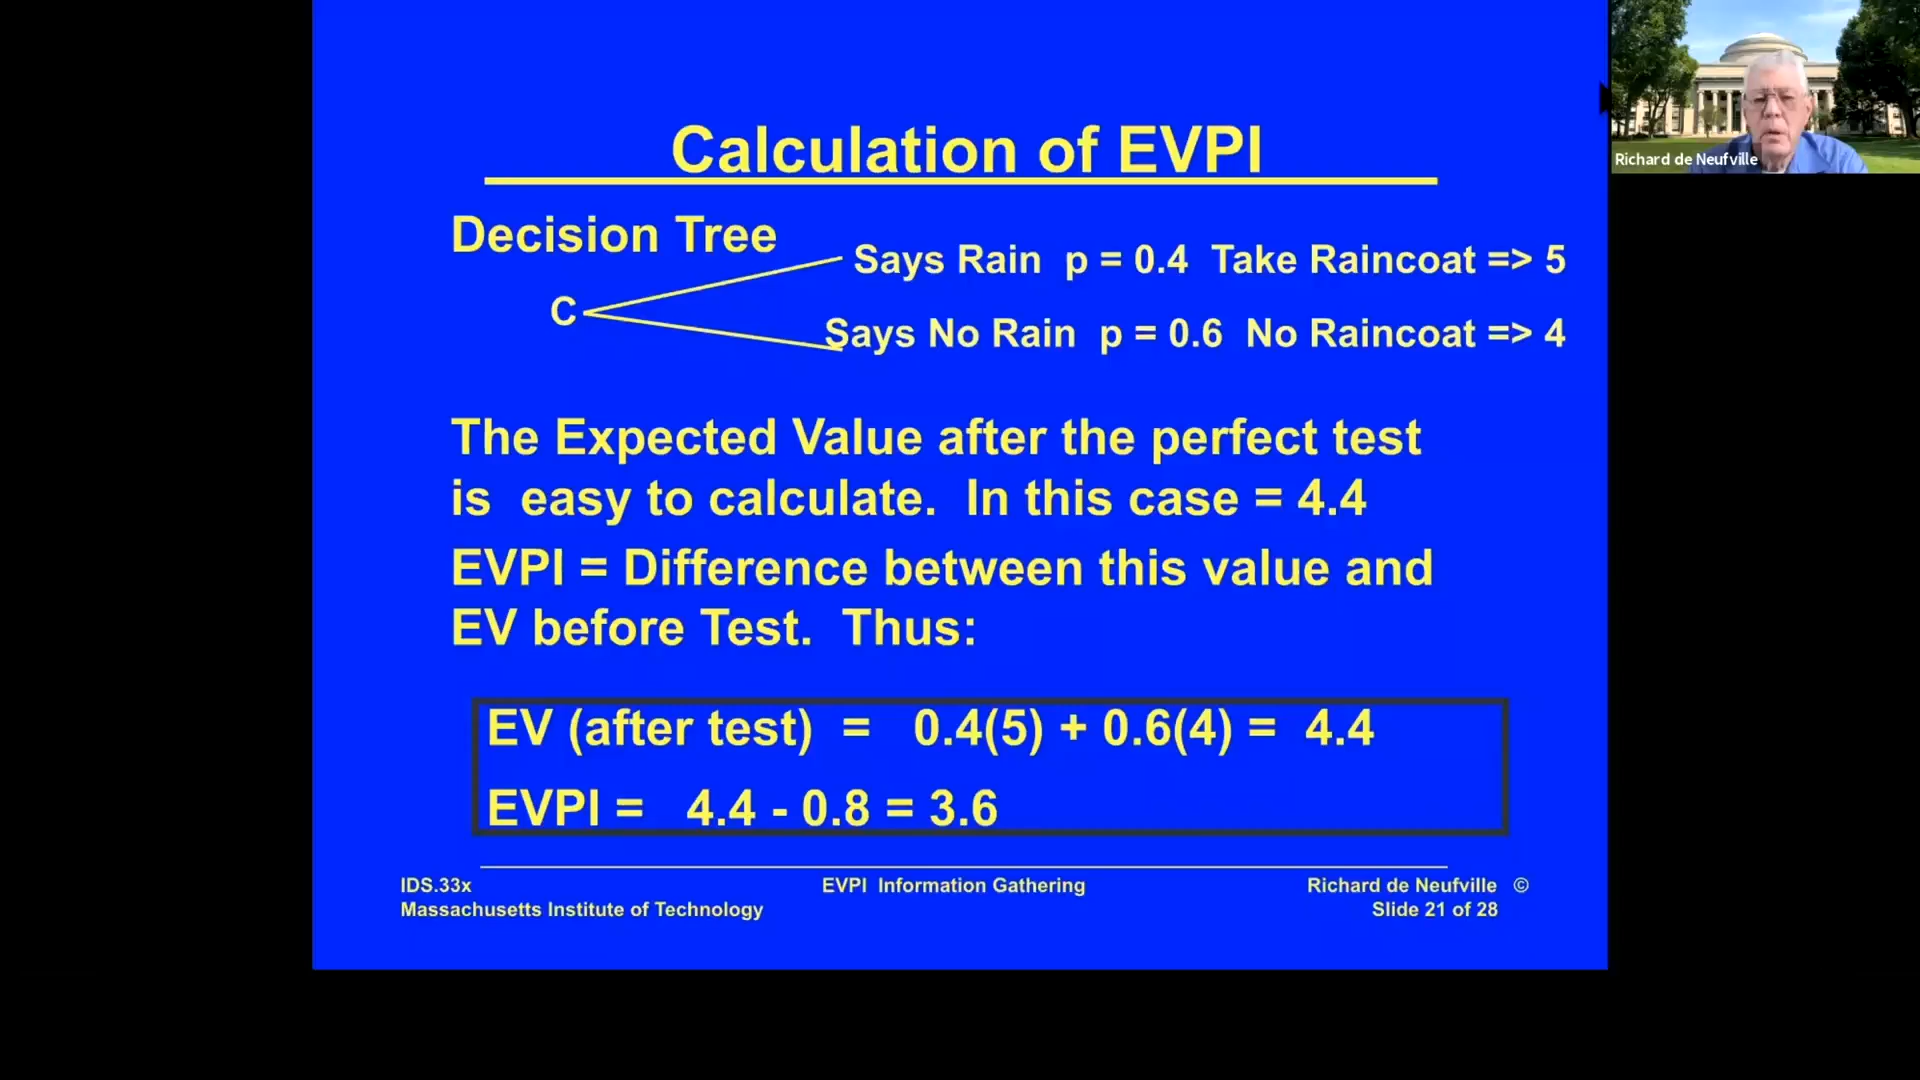 Calculation of EVPI
Richard de Neufville
Decision Tree
Says Rain p = 0.4 Take Raincoat => 5
C
Says No Rain p = 0.6 No Raincoat => 4
The Expected Value after the perfect test
is easy to calculate. In this case = 4.4
EVPI = Difference between this value and
EV before Test. Thus:
EV (after test) = 0.4(5) + 0.6(4) = 4.4
EVPI = 4.4 - 0.8 = 3.6
IDS.33x
Massachusetts Institute of Technology
EVPI Information Gathering
Richard de Neufville ©
Slide 21 of 28